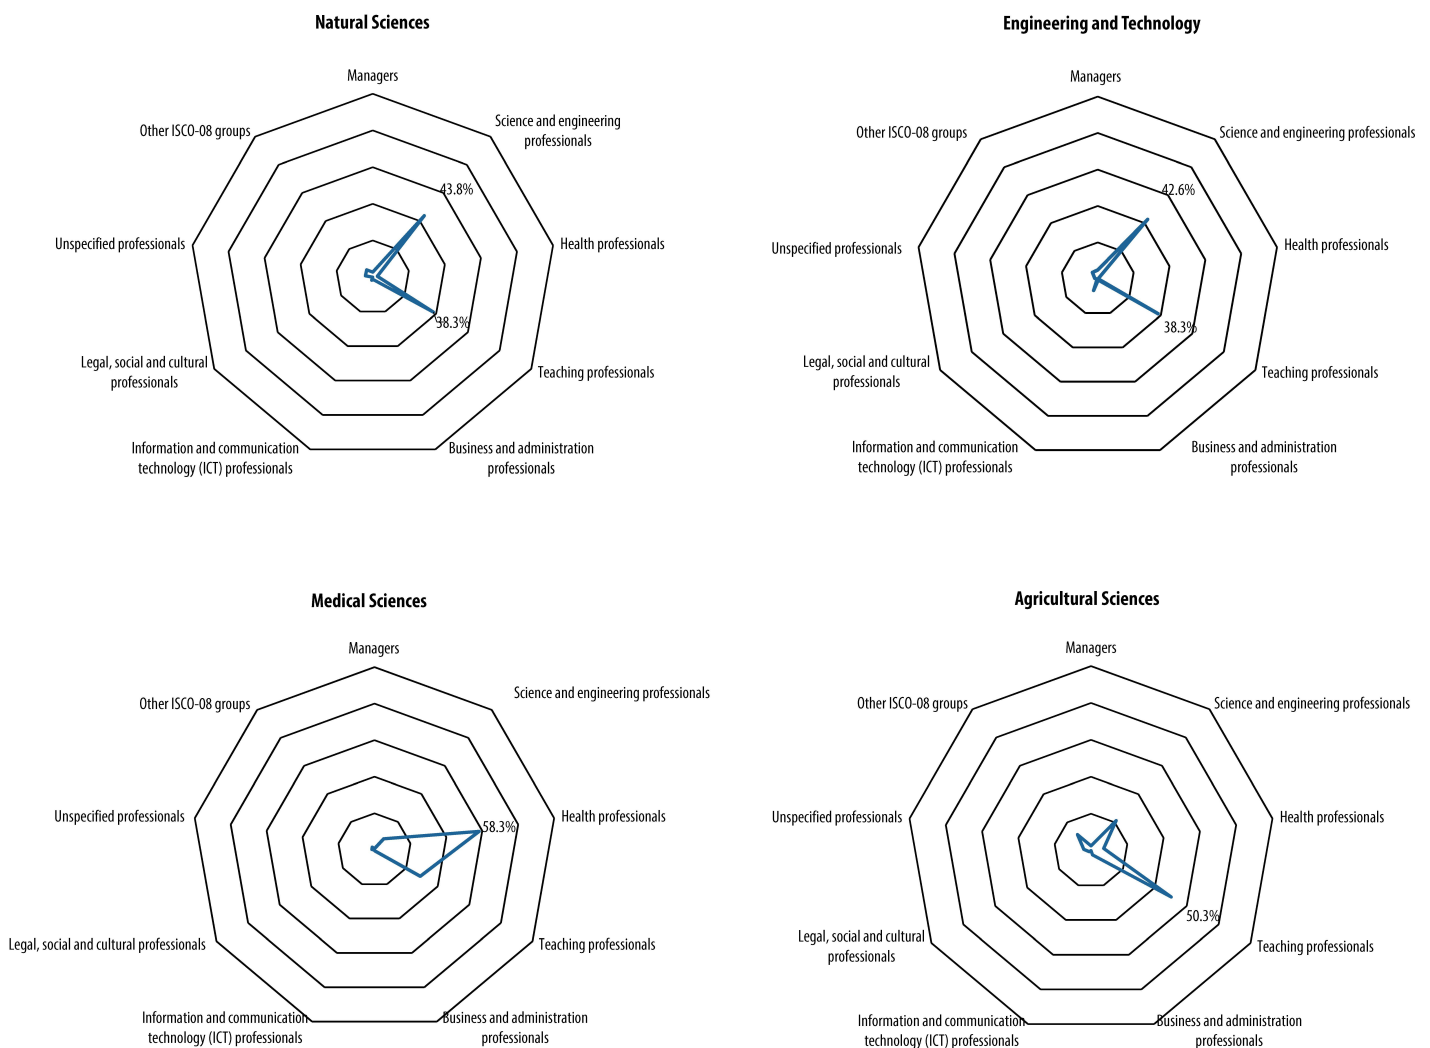 Natural Sciences
Managers
Science and engineering
professionals
Other ISCO-08 groups
43.8%
Unspecified professionals
Health professionals
38.3%
Legal, social and cultural
professionals
Teaching professionals
Information and communication
technology (ICT) professionals
Business and administration
professionals
Engineering and Technology
Managers
Other ISCO-08 groups
Science and engineering professionals
42.6%
Unspecified professionals
Health professionals
38.3%
Legal, social and cultural
professionals
Teaching professionals
Information and communication
technology (ICT) professionals
Business and administration
professionals
Medical Sciences
Managers
Science and engineering professionals
Other ISCO-08 groups
Unspecified professionals
Health professionals
58.3%
Legal, social and cultural professionals
Teaching professionals
Information and communication
technology (ICT) professionals
Business and administration
professionals
Agricultural Sciences
Managers
Other ISCO-08 groups
Science and engineering professionals
Unspecified professionals
Health professionals
50.3%
Legal, social and cultural
professionals
Teaching professionals
Information and communication
technology (ICT) professionals
Business and administration
professionals